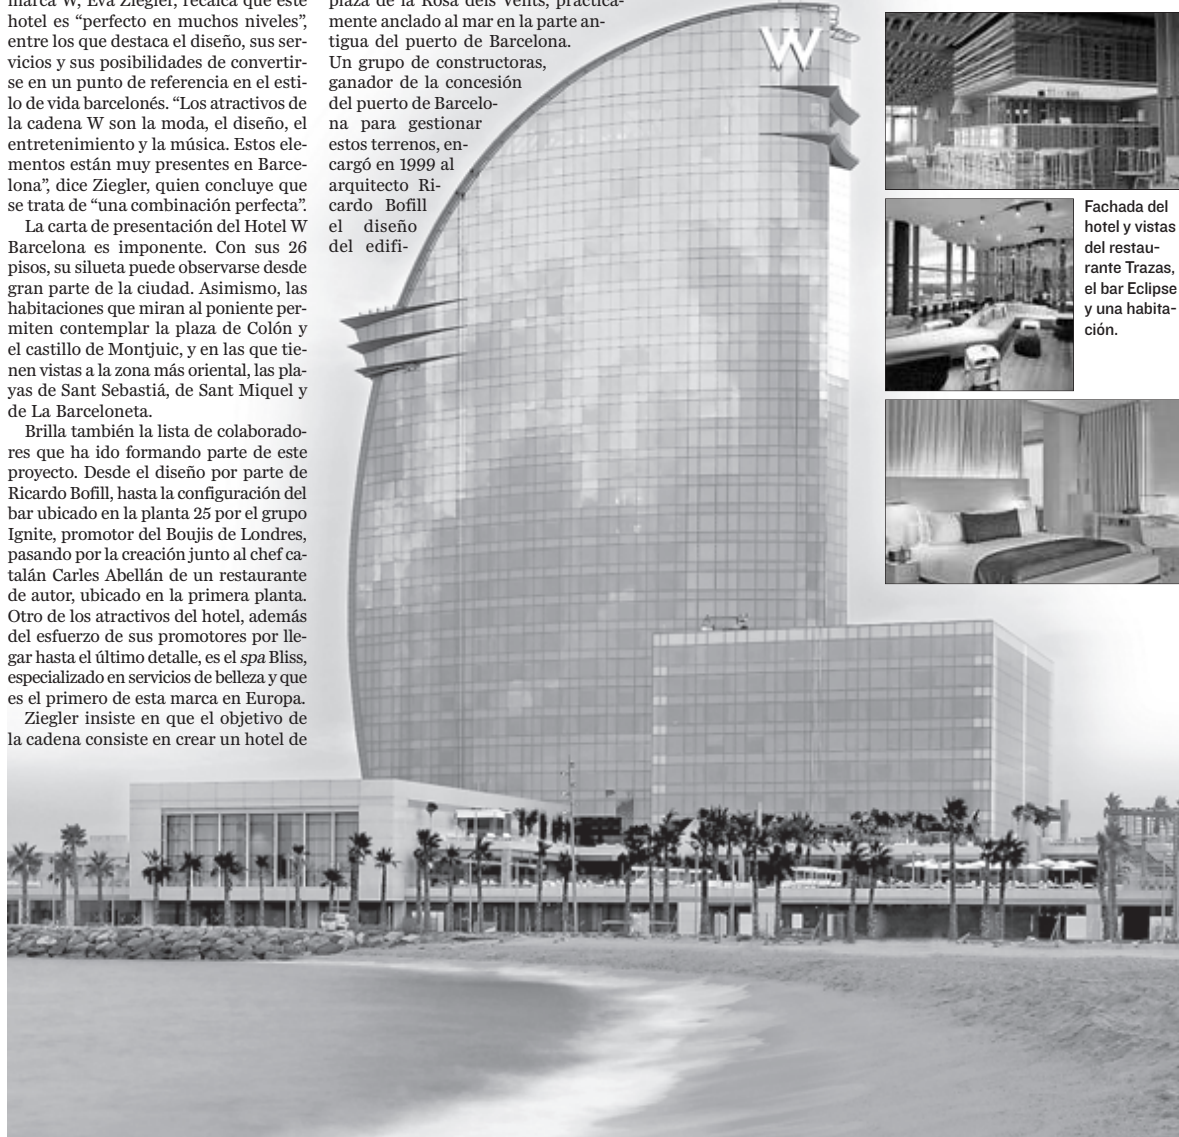 marca W, Eva Ziegler, recalca que este
hotel es “perfecto en muchos niveles”,
entre los que destaca el diseño, sus ser-
vicios y sus posibilidades de convertir-
se en un punto de referencia en el esti-
lo de vida barcelonés. “Los atractivos de
la cadena W son la moda, el diseño, el
entretenimiento y la música. Estos ele-
mentos están muy presentes en Barce-
lona”, dice Ziegler, quien concluye que
se trata de “una combinación perfecta”.
La carta de presentación del Hotel W
Barcelona es imponente. Con sus 26
pisos, su silueta puede observarse desde
gran parte de la ciudad. Asimismo, las
habitaciones que miran al poniente per-
miten contemplar la plaza de Colón y
el castillo de Montjuic, y en las que tie-
nen vistas a la zona más oriental, las pla-
yas de Sant Sebastiá, de Sant Miquel y
de La Barceloneta.
Brilla también la lista de colaborado-
res que ha ido formando parte de este
proyecto. Desde el diseño por parte de
Ricardo Bofill, hasta la configuración del
bar ubicado en la planta 25 por el grupo
Ignite, promotor del Boujis de Londres,
pasando por la creación junto al chef ca-
talán Carles Abellán de un restaurante
de autor, ubicado en la primera planta.
Otro de los atractivos del hotel, además
del esfuerzo de sus promotores por lle-
gar hasta el último detalle, es el spa Bliss,
especializado en servicios de belleza y que
es el primero de esta marca en Europa.
Ziegler insiste en que el objetivo de
la cadena consiste en crear un hotel de
plaza de la Rosa dels Vents, práctica-
mente anclado al mar en la parte an-
tigua del puerto de Barcelona.
Un grupo de constructoras,
ganador de la concesión
del puerto de Barcelo-
na para gestionar
estos terrenos, en-
cargó en 1999 al
arquitecto Ri-
cardo Bofill
el diseño
del edifi-
W
Fachada del
hotel y vistas
del restau-
rante Trazas,
el bar Eclipse
y una habita-
ción.